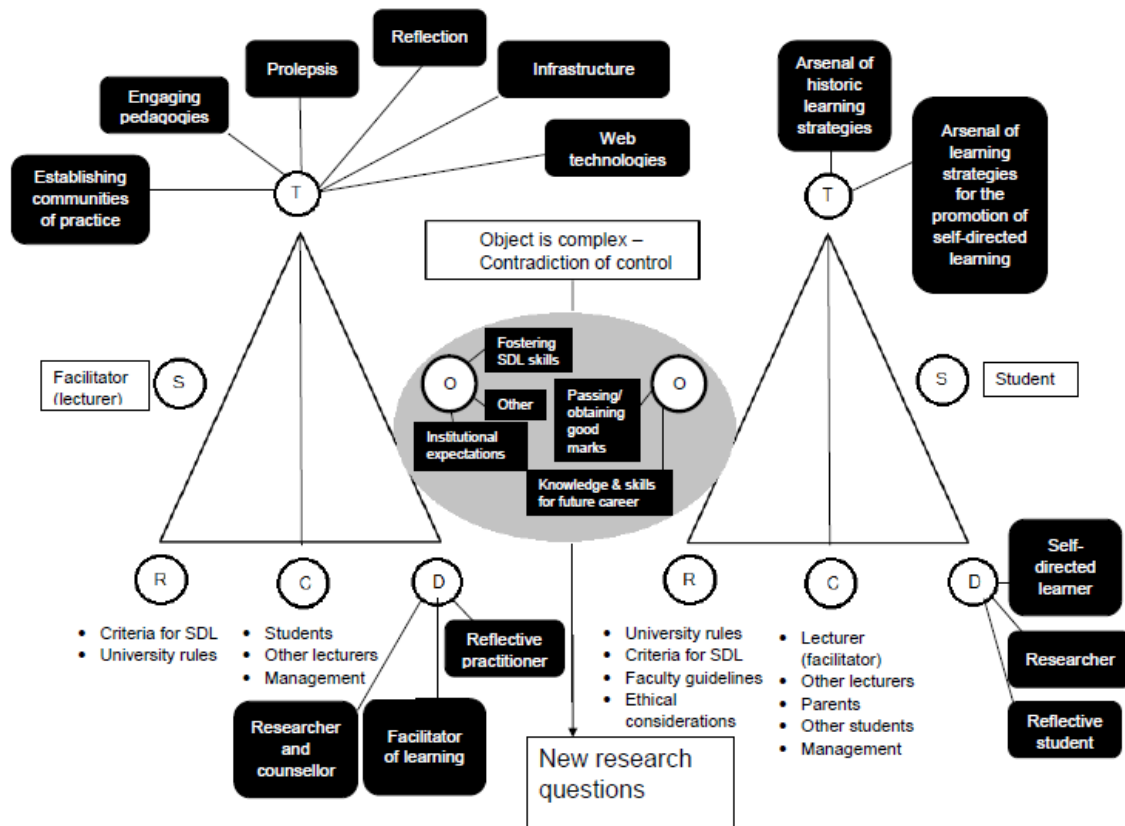 Reflection
Prolepsis
Infrastructure
Engaging
pedagogies
Web
technologies
Establishing
communities
of practice
T
Arsenal of
historic
learning
strategies
Arsenal of
learning
strategies
for the
promotion of
self-directed
learning
T
Object is complex –
Contradiction of control
Facilitator
(lecturer)
S
O
Fostering
SDL skills
Other
Institutional
expectations
Passing/
obtaining
good
marks
O
Knowledge & skills
for future career
S
Student
R
C
D
• Criteria for SDL
• University rules
• Students
• Other lecturers
• Management
Reflective
practitioner
Researcher
and
counsellor
Facilitator
of learning
New research
questions
R
C
D
• University rules
• Criteria for SDL
• Faculty guidelines
• Ethical
considerations
• Lecturer
(facilitator)
• Other lecturers
• Parents
• Other students
• Management
Self-
directed
learner
Researcher
Reflective
student